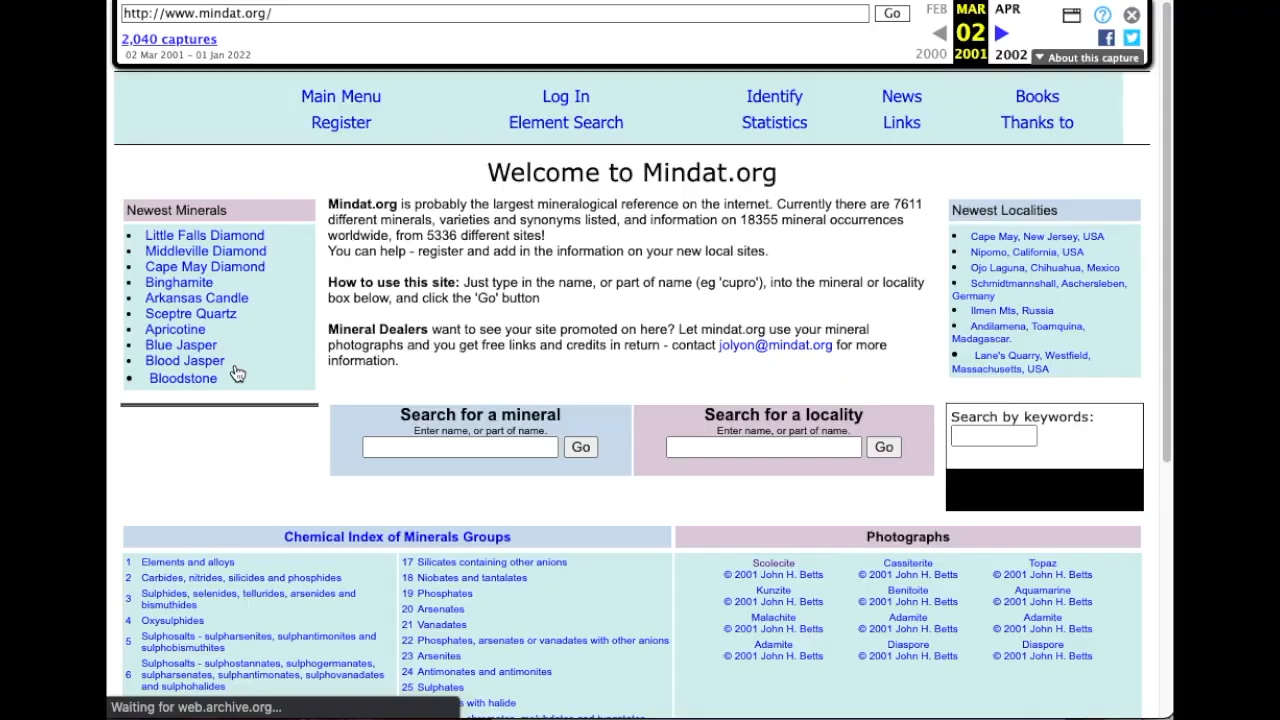 http://www.mindat.org/
Go
FEB MAR APR
02
2000 2001 2002
2,040 captures
02 Mar 2001 – 01 Jan 2022
About this capture
Main Menu Log In Identify News Books
Register Element Search Statistics Links Thanks to
Welcome to Mindat.org
Newest Minerals
• Little Falls Diamond
• Middleville Diamond
• Cape May Diamond
• Binghamite
• Arkansas Candle
• Sceptre Quartz
• Apricotine
• Blue Jasper
• Blood Jasper
• Bloodstone
Mindat.org is probably the largest mineralogical reference on the internet. Currently there are 7611
different minerals, varieties and synonyms listed, and information on 18355 mineral occurrences
worldwide, from 5336 different sites!
You can help - register and add in the information on your new local sites.
How to use this site: Just type in the name, or part of name (eg 'cupro'), into the mineral or locality
box below, and click the 'Go' button
Mineral Dealers want to see your site promoted on here? Let mindat.org use your mineral
photographs and you get free links and credits in return - contact jolyon@mindat.org for more
information.
Newest Localities
• Cape May, New Jersey, USA
• Nipomo, California, USA
• Ojo Laguna, Chihuahua, Mexico
• Schmidtmannshall, Aschersleben,
Germany
• Ilmen Mts, Russia
• Andilamena, Toamquina,
Madagascar.
• Lane's Quarry, Westfield,
Massachusetts, USA
Search for a mineral
Enter name, or part of name.
Go
Search for a locality
Enter name, or part of name.
Go
Search by keywords:
Chemical Index of Minerals Groups
1 Elements and alloys
2 Carbides, nitrides, silicides and phosphides
3 Sulphides, selenides, tellurides, arsenides and
bismuthides
4 Oxysulphides
5 Sulphosalts - sulpharsenites, sulphantimonites and
sulphobismuthites
6 Sulphosalts - sulphostannates, sulphogermanates,
sulpharsenates, sulphantimonates, sulphovanadates
and sulphohalides
17 Silicates containing other anions
18 Niobates and tantalates
19 Phosphates
20 Arsenates
21 Vanadates
22 Phosphates, arsenates or vanadates with other anions
23 Arsenites
24 Antimonates and antimonites
25 Sulphates
with halide
Photographs
Scolecite Cassiterite Topaz
© 2001 John H. Betts © 2001 John H. Betts © 2001 John H. Betts
Kunzite Benitoite Aquamarine
© 2001 John H. Betts © 2001 John H. Betts © 2001 John H. Betts
Malachite Adamite Adamite
© 2001 John H. Betts © 2001 John H. Betts © 2001 John H. Betts
Adamite Diaspore Diaspore
© 2001 John H. Betts © 2001 John H. Betts © 2001 John H. Betts
Waiting for web.archive.org...